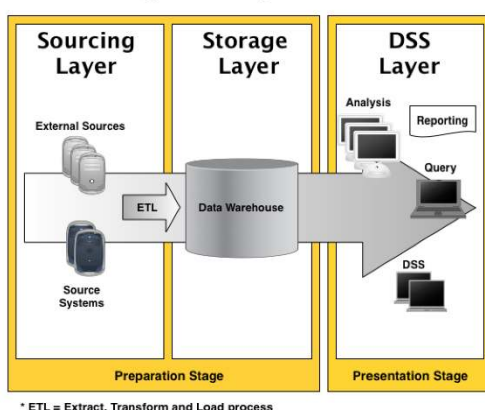 Sourcing
Layer
Storage
Layer
DSS
Layer
External Sources
ETL
Source
Systems
Data Warehouse
Analysis
Reporting
Query
DSS
Preparation Stage
Presentation Stage
* ETL = Extract, Transform and Load process